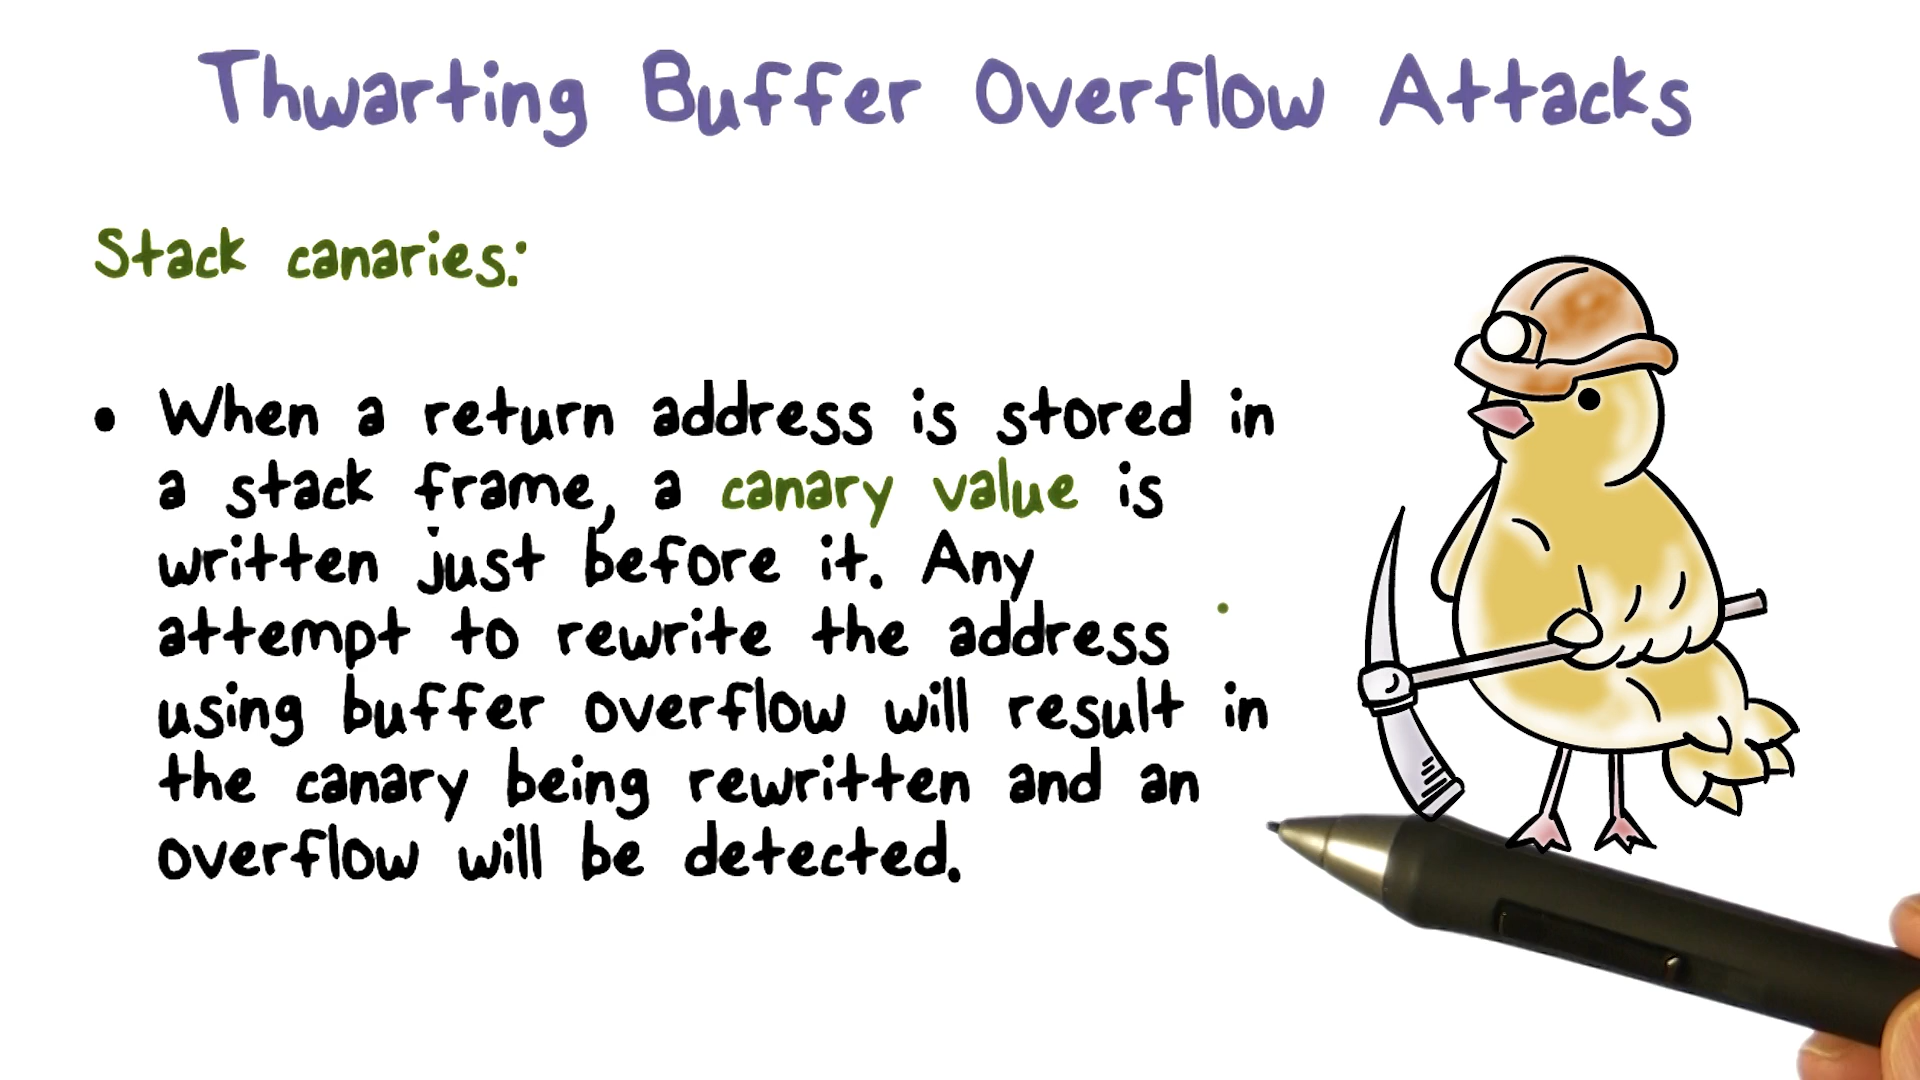 Thwarting Buffer Overflow Attacks
Stack canaries:
• When a return address is stored in
a stack frame, a canary value is
written just before it. Any
attempt to rewrite the address
using buffer overflow will result in
the canary being rewritten and an
overflow will be detected.